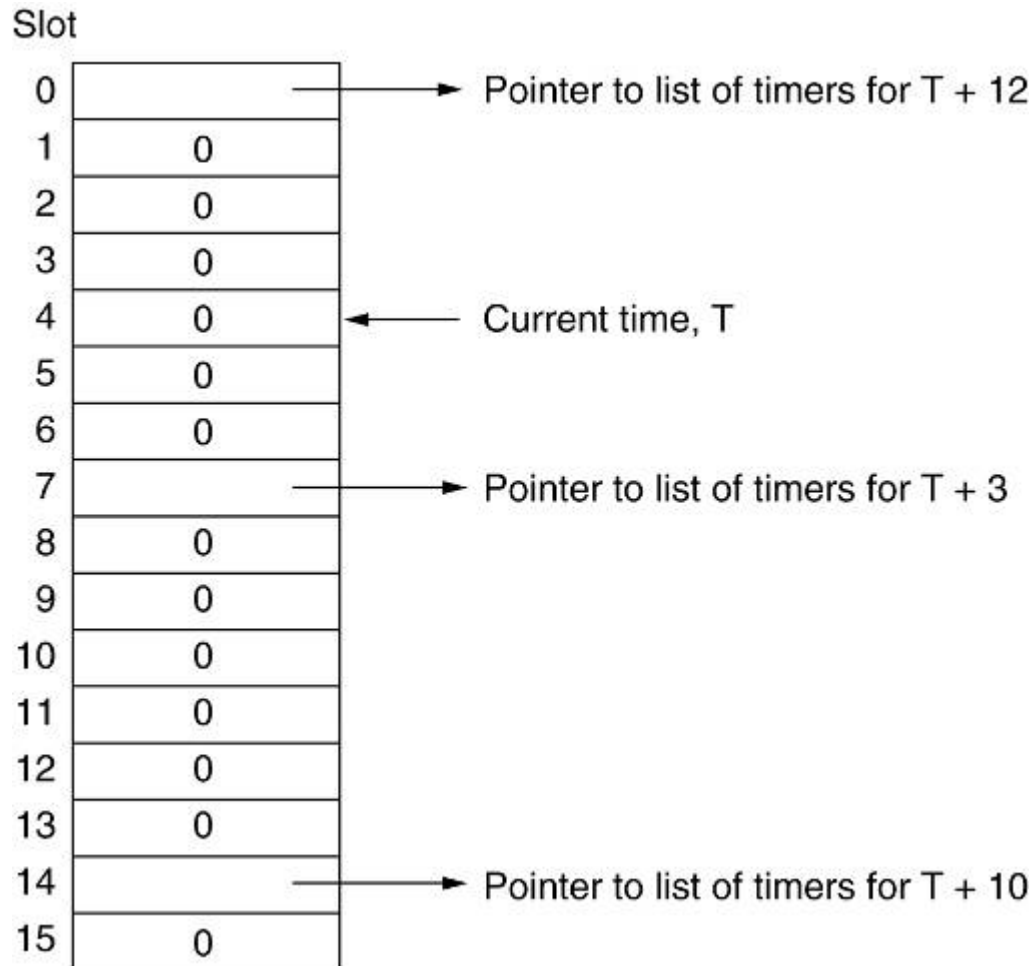 Slot
0 Pointer to list of timers for T + 12
1 0
2 0
3 0
4 0 Current time, T
5 0
6 0
7 Pointer to list of timers for T + 3
8 0
9 0
10 0
11 0
12 0
13 0
14 Pointer to list of timers for T + 10
15 0